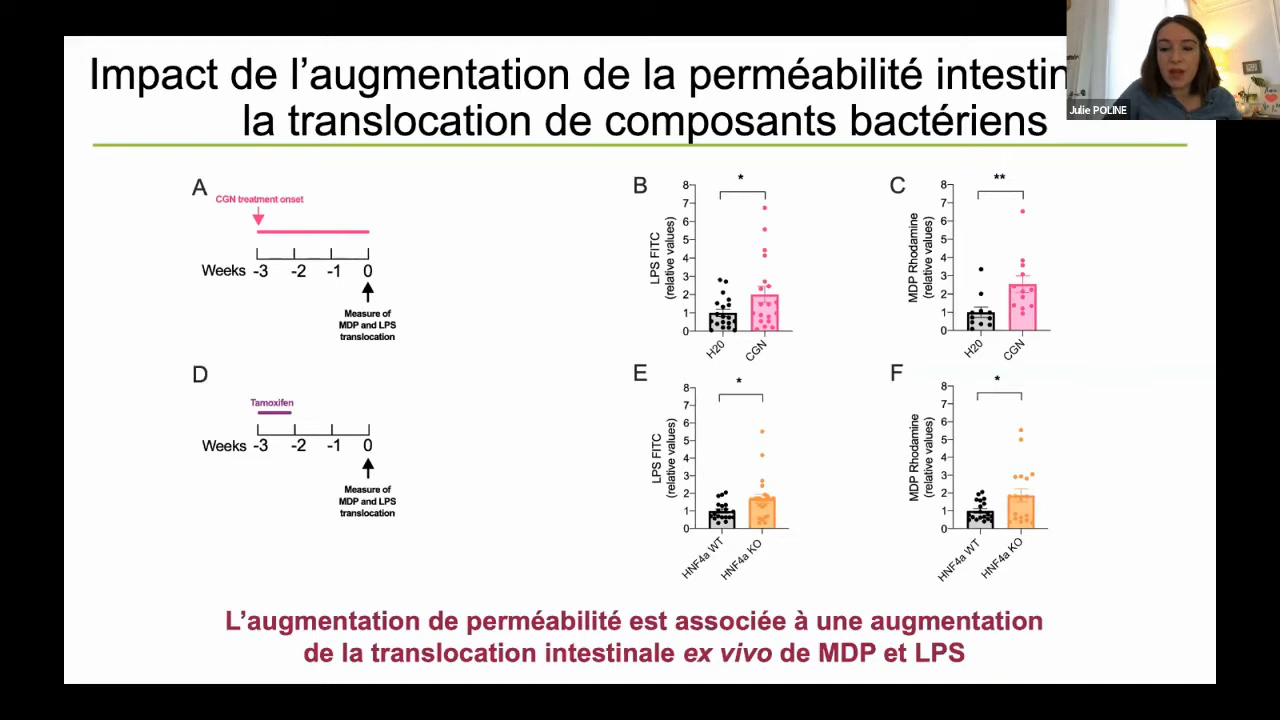 Impact de l’augmentation de la perméabilité
la translocation de composants bactériens
Julie POLINE
A
CGN treatment onset
Weeks -3 -2 -1 0
Measure of
MDP and LPS
translocation
B
LPS FITC
(relative values)
8
7
6
5
4
3
2
1
0
*
H20
CGN
C
MDP Rhodamine
(relative values)
8
7
6
5
4
3
2
1
0
**
H20
CGN
D
Tamoxifen
Weeks -3 -2 -1 0
Measure of
MDP and LPS
translocation
E
LPS FITC
(relative values)
8
7
6
5
4
3
2
1
0
*
HNF4a WT
HNF4a KO
F
MDP Rhodamine
(relative values)
8
7
6
5
4
3
2
1
0
*
HNF4a WT
HNF4a KO
L’augmentation de perméabilité est associée à une augmentation
de la translocation intestinale ex vivo de MDP et LPS